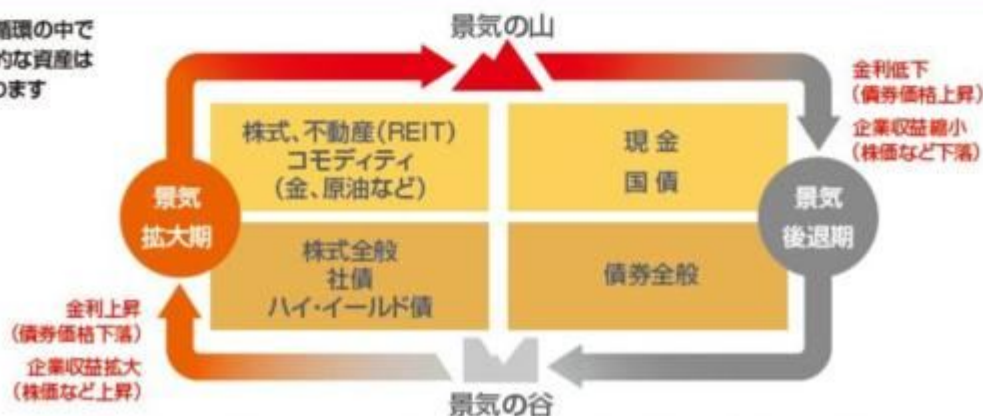 循環の中で
的な資産は
ります
景気の山
金利低下
(債券価格上昇)
企業収益縮小
(株価など下落)
株式、不動産(REIT)
コモディティ
(金、原油など)
現金
国債
景気
拡大期
景気
後退期
株式全般
社債
ハイ・イールド債
債券全般
金利上昇
(債券価格下落)
企業収益拡大
(株価など上昇)
景気の谷